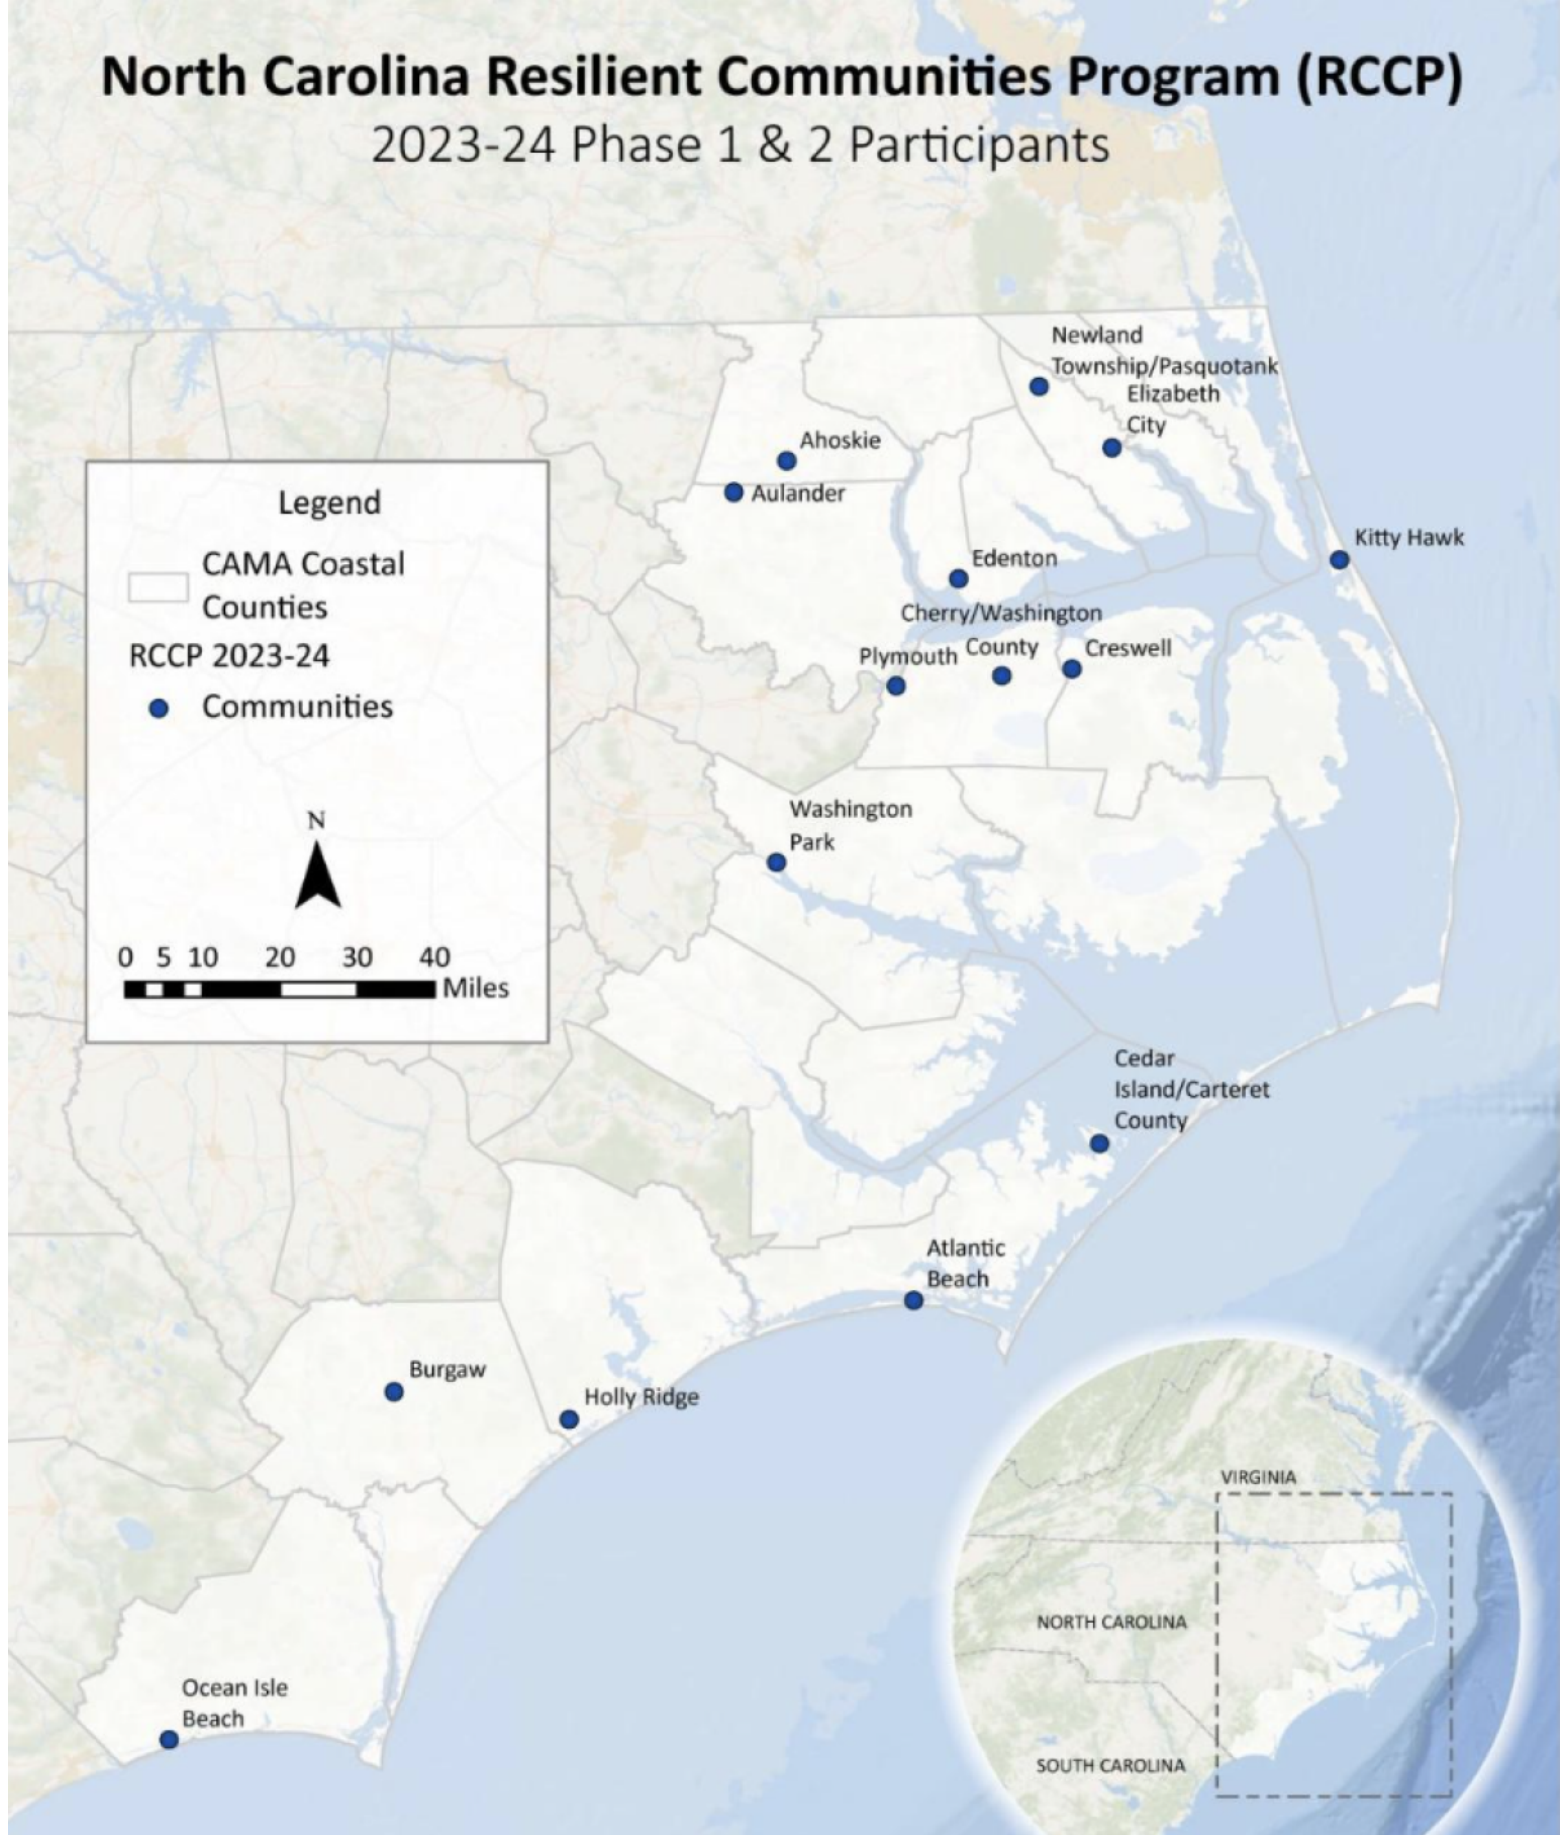 North Carolina Resilient Communities Program (RCCP)
2023-24 Phase 1 & 2 Participants
Newland
Township/Pasquotank
Elizabeth
City
Ahoskie
Aulander
Kitty Hawk
Edenton
Cherry/Washington
County
Plymouth
Creswell
Legend
CAMA Coastal
Counties
RCCP 2023-24
Communities
N
0 5 10 20 30 40
Miles
Washington
Park
Cedar
Island/Carteret
County
Atlantic
Beach
Burgaw
Holly Ridge
Ocean Isle
Beach
VIRGINIA
NORTH CAROLINA
SOUTH CAROLINA